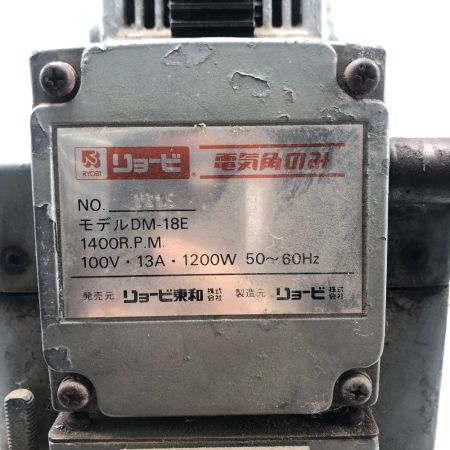 RYOBI リョービ 電気角のみ
NO.
モデルDM-18E
1400R.P.M.
100V・13A・1200W 50～60Hz
発売元 リョービ東和株式会社 製造元 リョービ株式会社